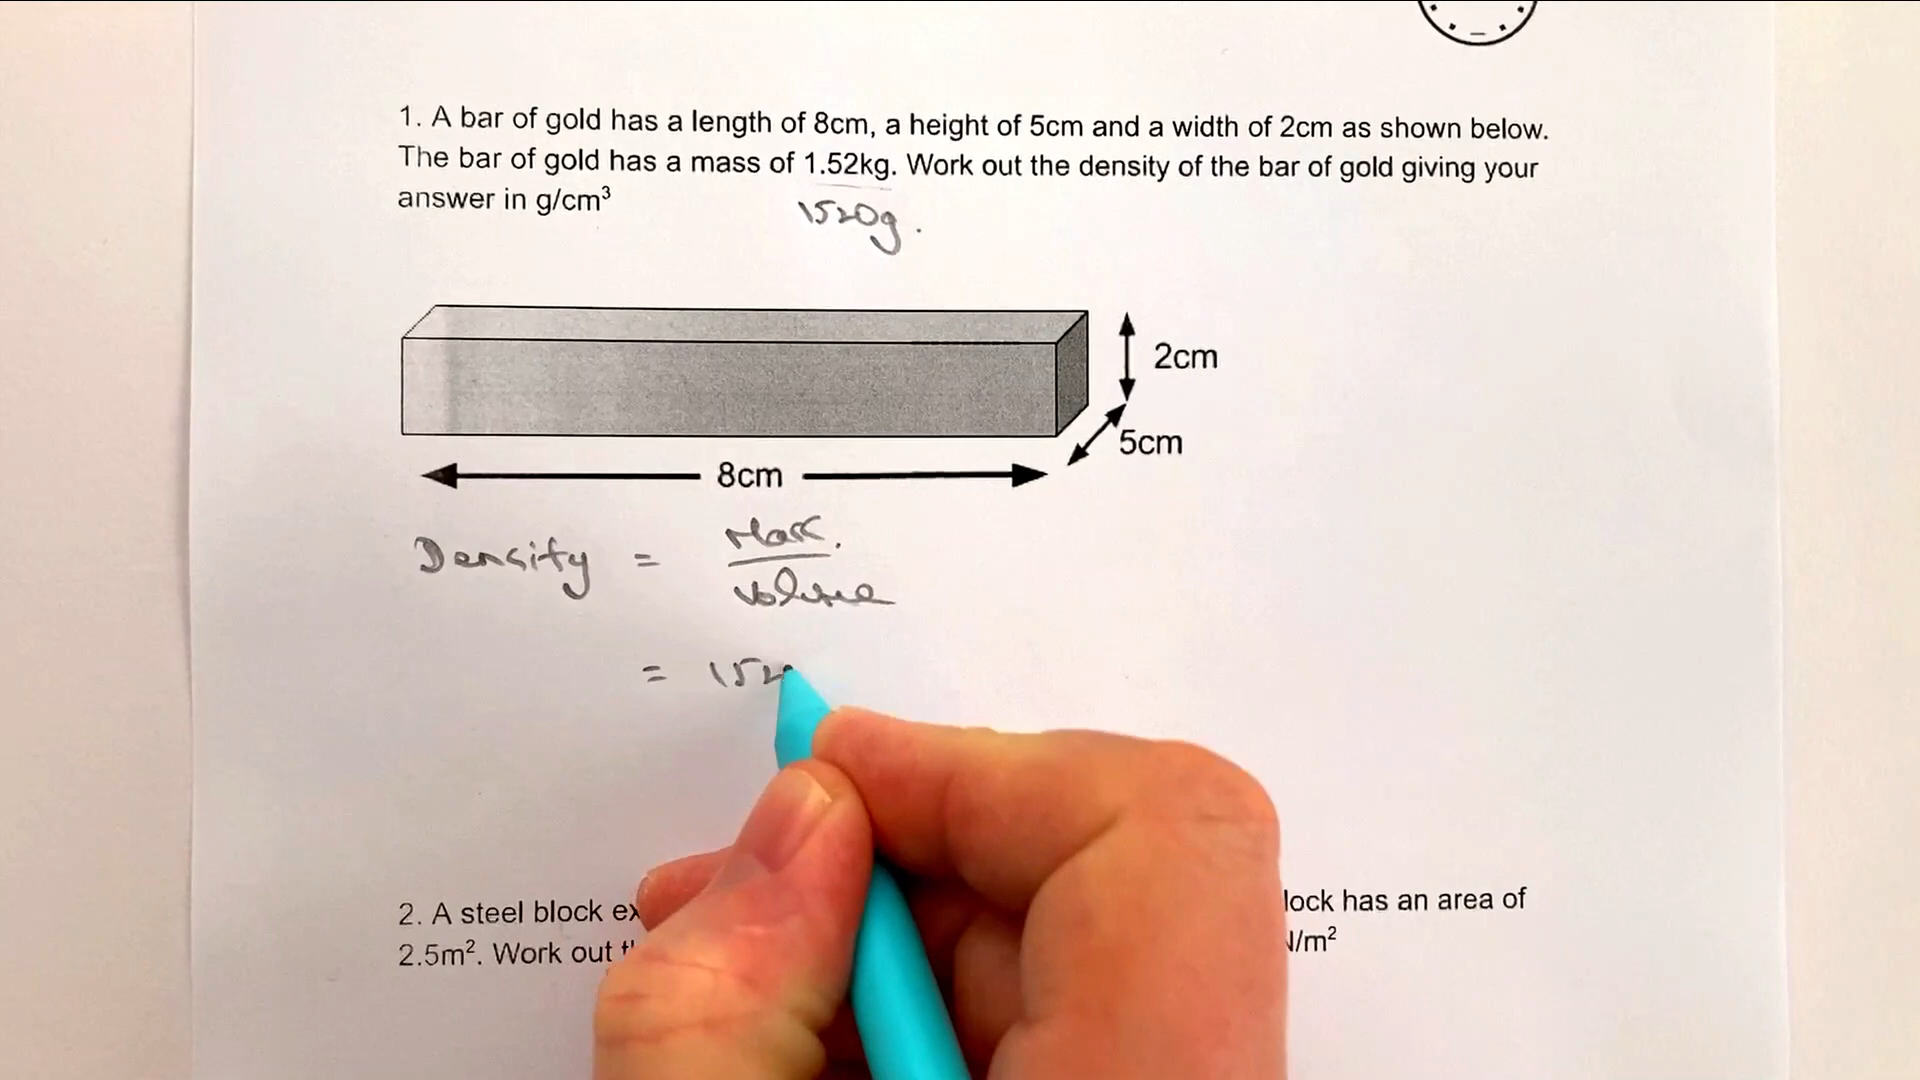 1. A bar of gold has a length of 8cm, a height of 5cm and a width of 2cm as shown below.
The bar of gold has a mass of 1.52kg. Work out the density of the bar of gold giving your
answer in g/cm³
1520g.
2cm
5cm
8cm
Density = Mass.
volume
= 152
2. A steel block lock has an area of
2.5m². Work out /m²